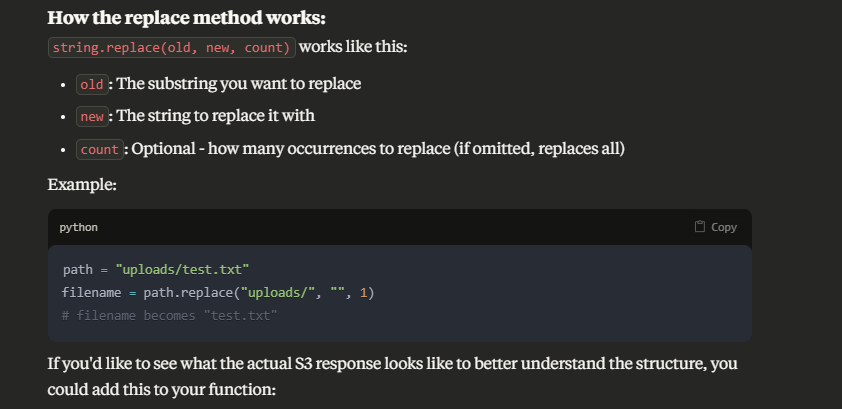 How the replace method works:
string.replace(old, new, count) works like this:
• old: The substring you want to replace
• new: The string to replace it with
• count: Optional - how many occurrences to replace (if omitted, replaces all)
Example:
python Copy
path = "uploads/test.txt"
filename = path.replace("uploads/", "", 1)
# filename becomes "test.txt"
If you'd like to see what the actual S3 response looks like to better understand the structure, you
could add this to your function: